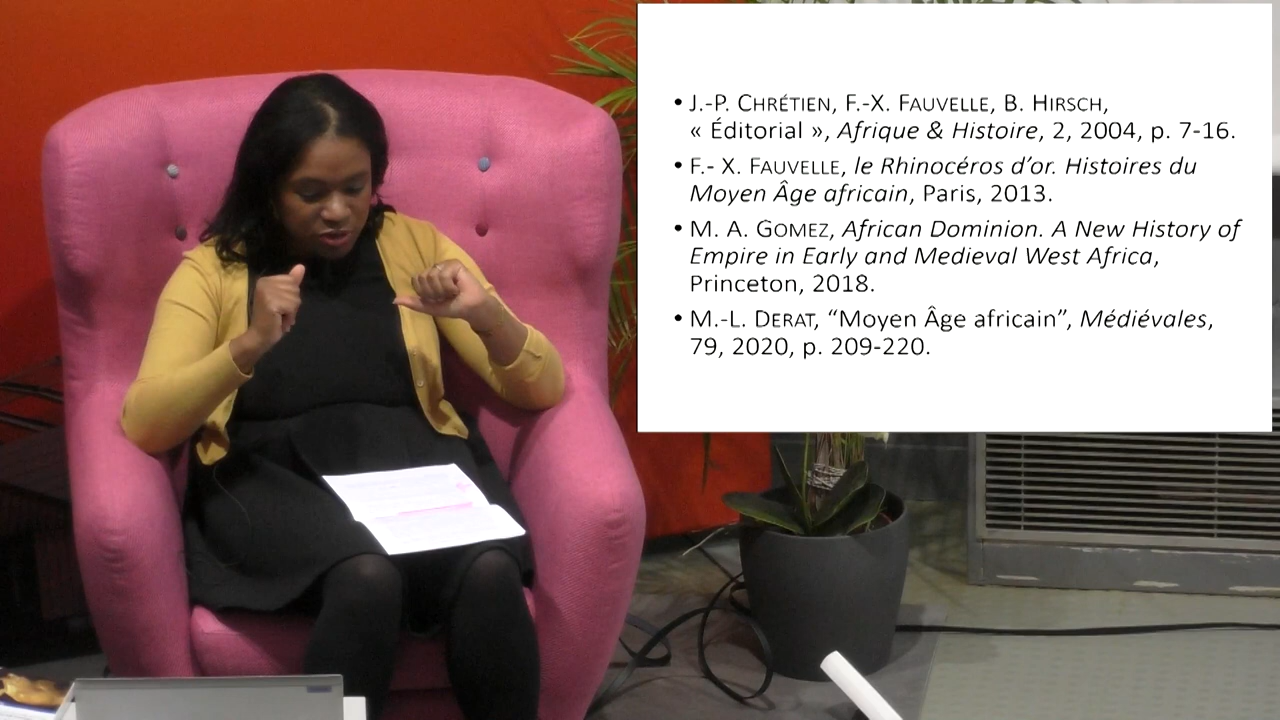 • J.-P. CHRÉTIEN, F.-X. FAUVELLE, B. HIRSCH,
« Éditorial », Afrique & Histoire, 2, 2004, p. 7-16.
• F.- X. FAUVELLE, le Rhinocéros d’or. Histoires du
Moyen Âge africain, Paris, 2013.
• M. A. GOMEZ, African Dominion. A New History of
Empire in Early and Medieval West Africa,
Princeton, 2018.
• M.-L. DERAT, “Moyen Âge africain”, Médiévales,
79, 2020, p. 209-220.